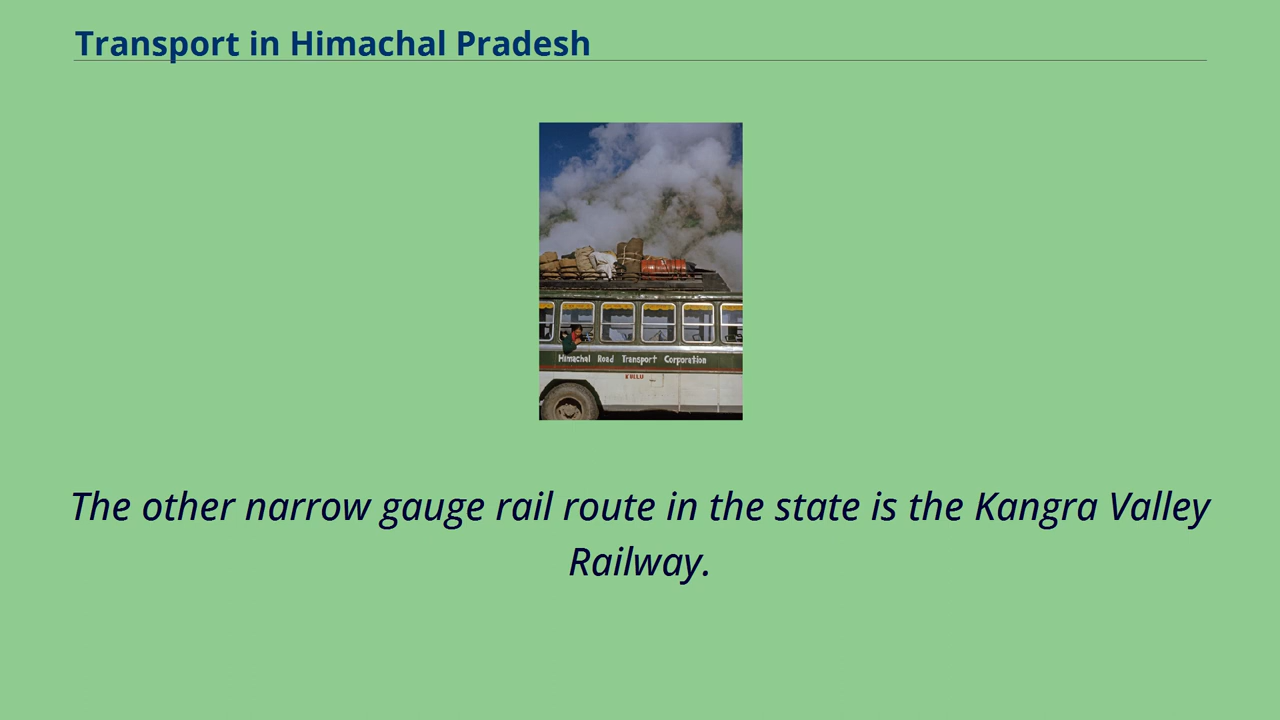 Transport in Himachal Pradesh
Himachal Road Transport Corporation
KULLU
The other narrow gauge rail route in the state is the Kangra Valley
Railway.